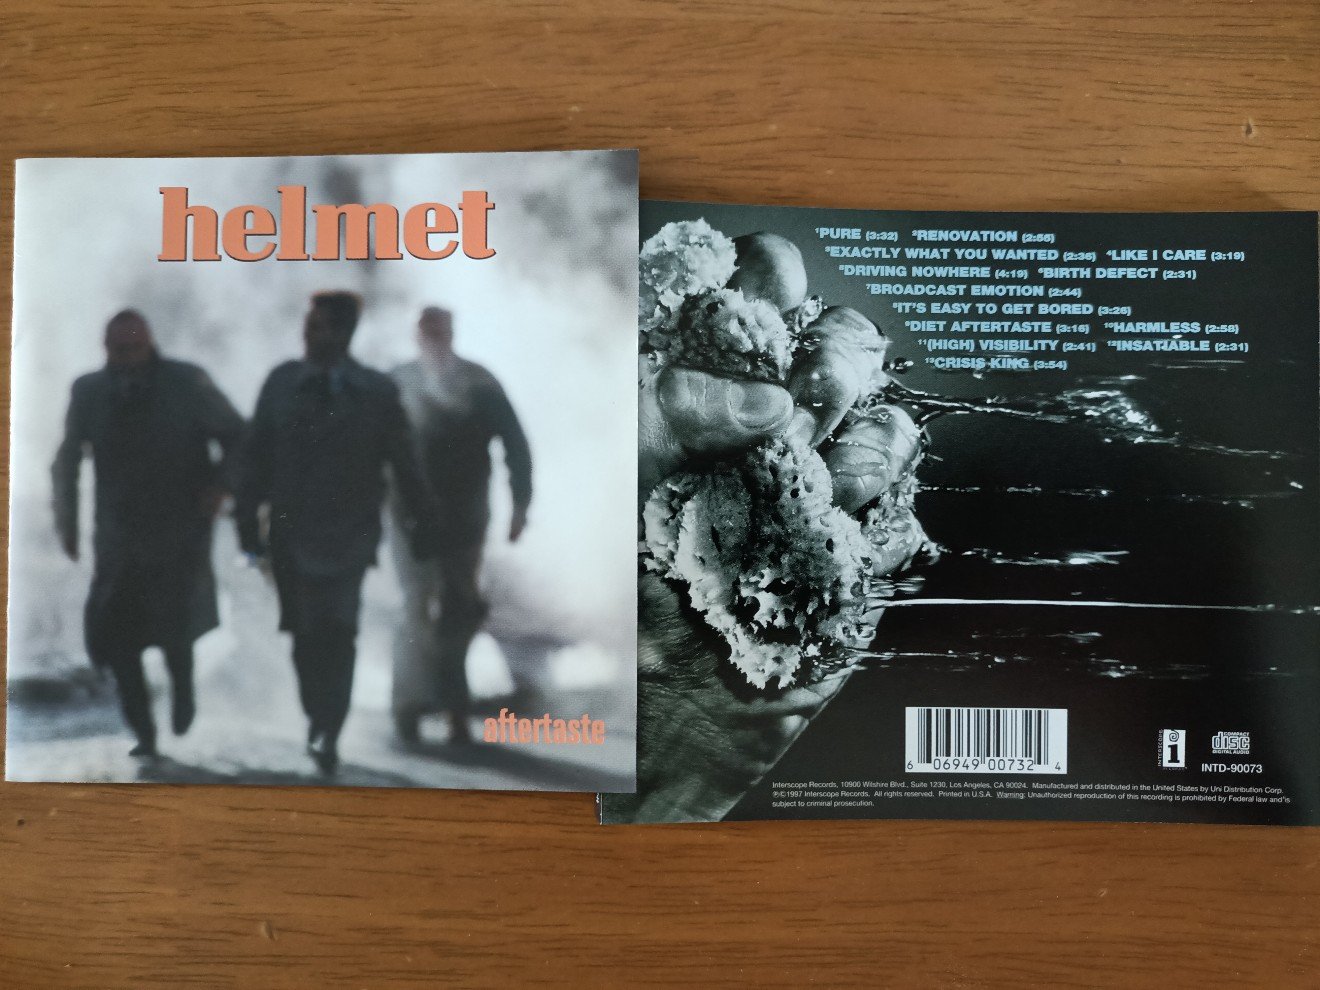 helmet
aftertaste
1PURE (3:32) 2RENOVATION (2:56)
3EXACTLY WHAT YOU WANTED (2:36) 4LIKE I CARE (3:19)
5DRIVING NOWHERE (4:19) 6BIRTH DEFECT (2:31)
7BROADCAST EMOTION (2:44)
8IT'S EASY TO GET BORED (3:26)
9DIET AFTERTASTE (3:16) 10HARMLESS (2:58)
11(HIGH) VISIBILITY (2:41) 12INSATIABLE (2:31)
13CRISIS KING (3:54)
6 06949 00732 4
INTERSCOPE RECORDS
COMPACT
disc
DIGITAL AUDIO
INTD-90073
Interscope Records, 10900 Wilshire Blvd., Suite 1230, Los Angeles, CA 90024. Manufactured and distributed in the United States by Uni Distribution Corp.
℗©1997 Interscope Records. All rights reserved. Printed in U.S.A. Warning: Unauthorized reproduction of this recording is prohibited by Federal law and is
subject to criminal prosecution.